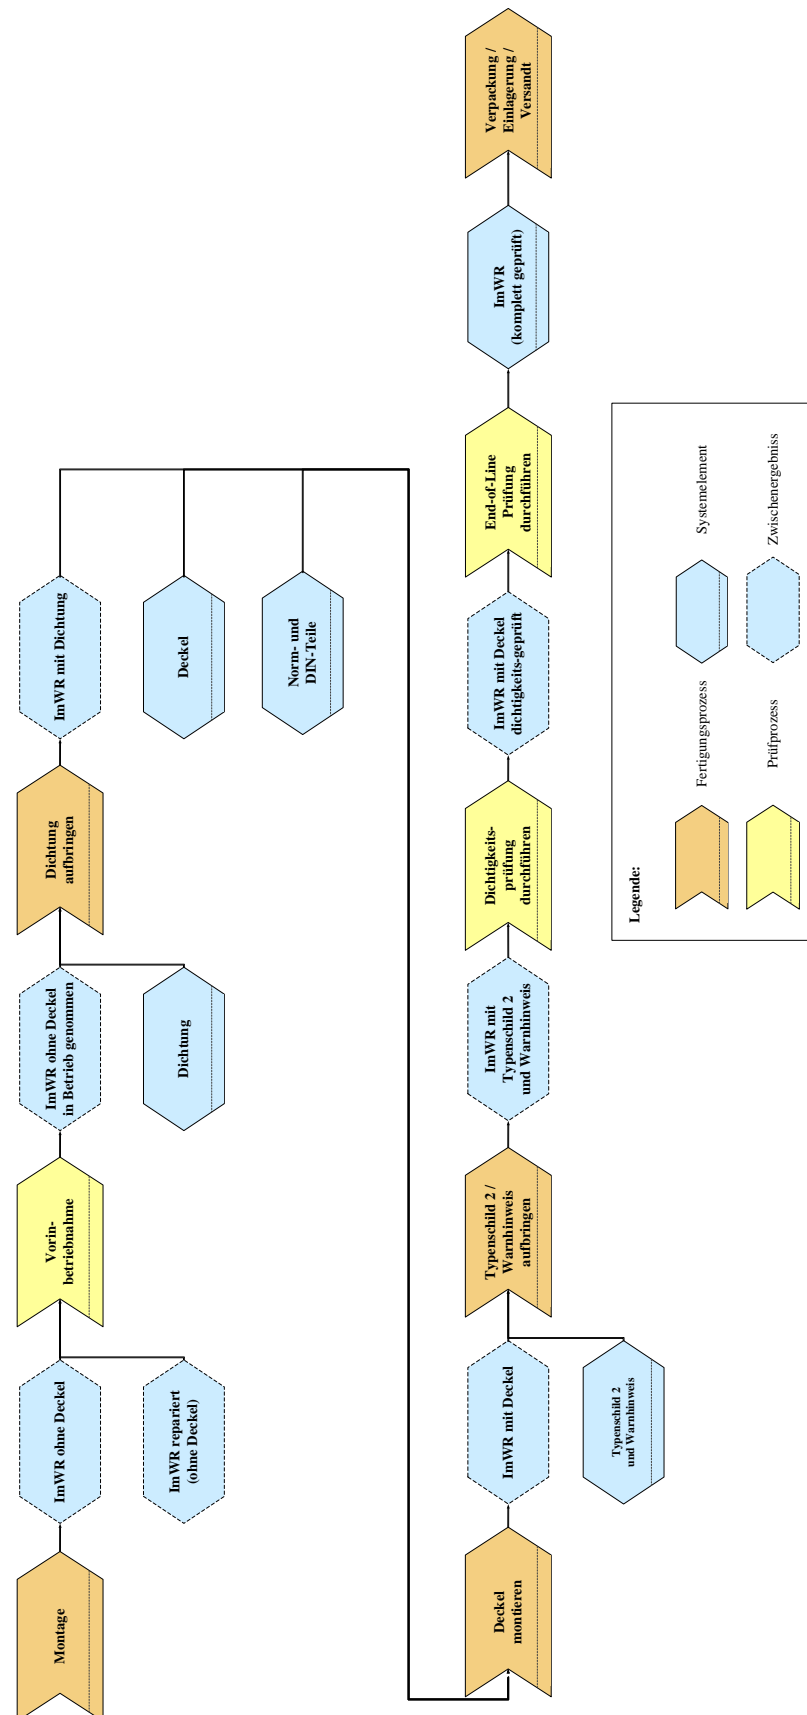 Montage
ImWR ohne Deckel
ImWR repariert
(ohne Deckel)
Vorin-
betriebnahme
ImWR ohne Deckel
in Betrieb genommen
Dichtung
Dichtung
aufbringen
ImWR mit Dichtung
Deckel
Norm- und
DIN-Teile
Deckel
montieren
ImWR mit Deckel
Typenschild 2
und Warnhinweis
Typenschild 2 /
Warnhinweis
aufbringen
ImWR mit
Typenschild 2
und Warnhinweis
Dichtigkeits-
prüfung
durchführen
ImWR mit Deckel
dichtigkeits-geprüft
End-of-Line
Prüfung
durchführen
ImWR
(komplett geprüft)
Verpackung /
Einlagerung /
Versandt
Legende:
Fertigungsprozess
Systemelement
Prüfprozess
Zwischenergebniss